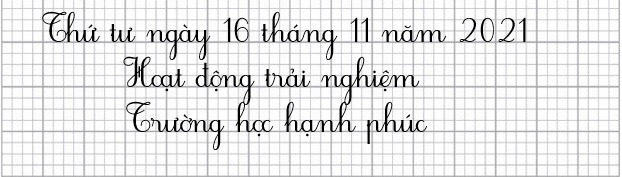 Thứ tư ngày 16 tháng 11 năm 2021
Hoạt động trải nghiệm
Trường học hạnh phúc